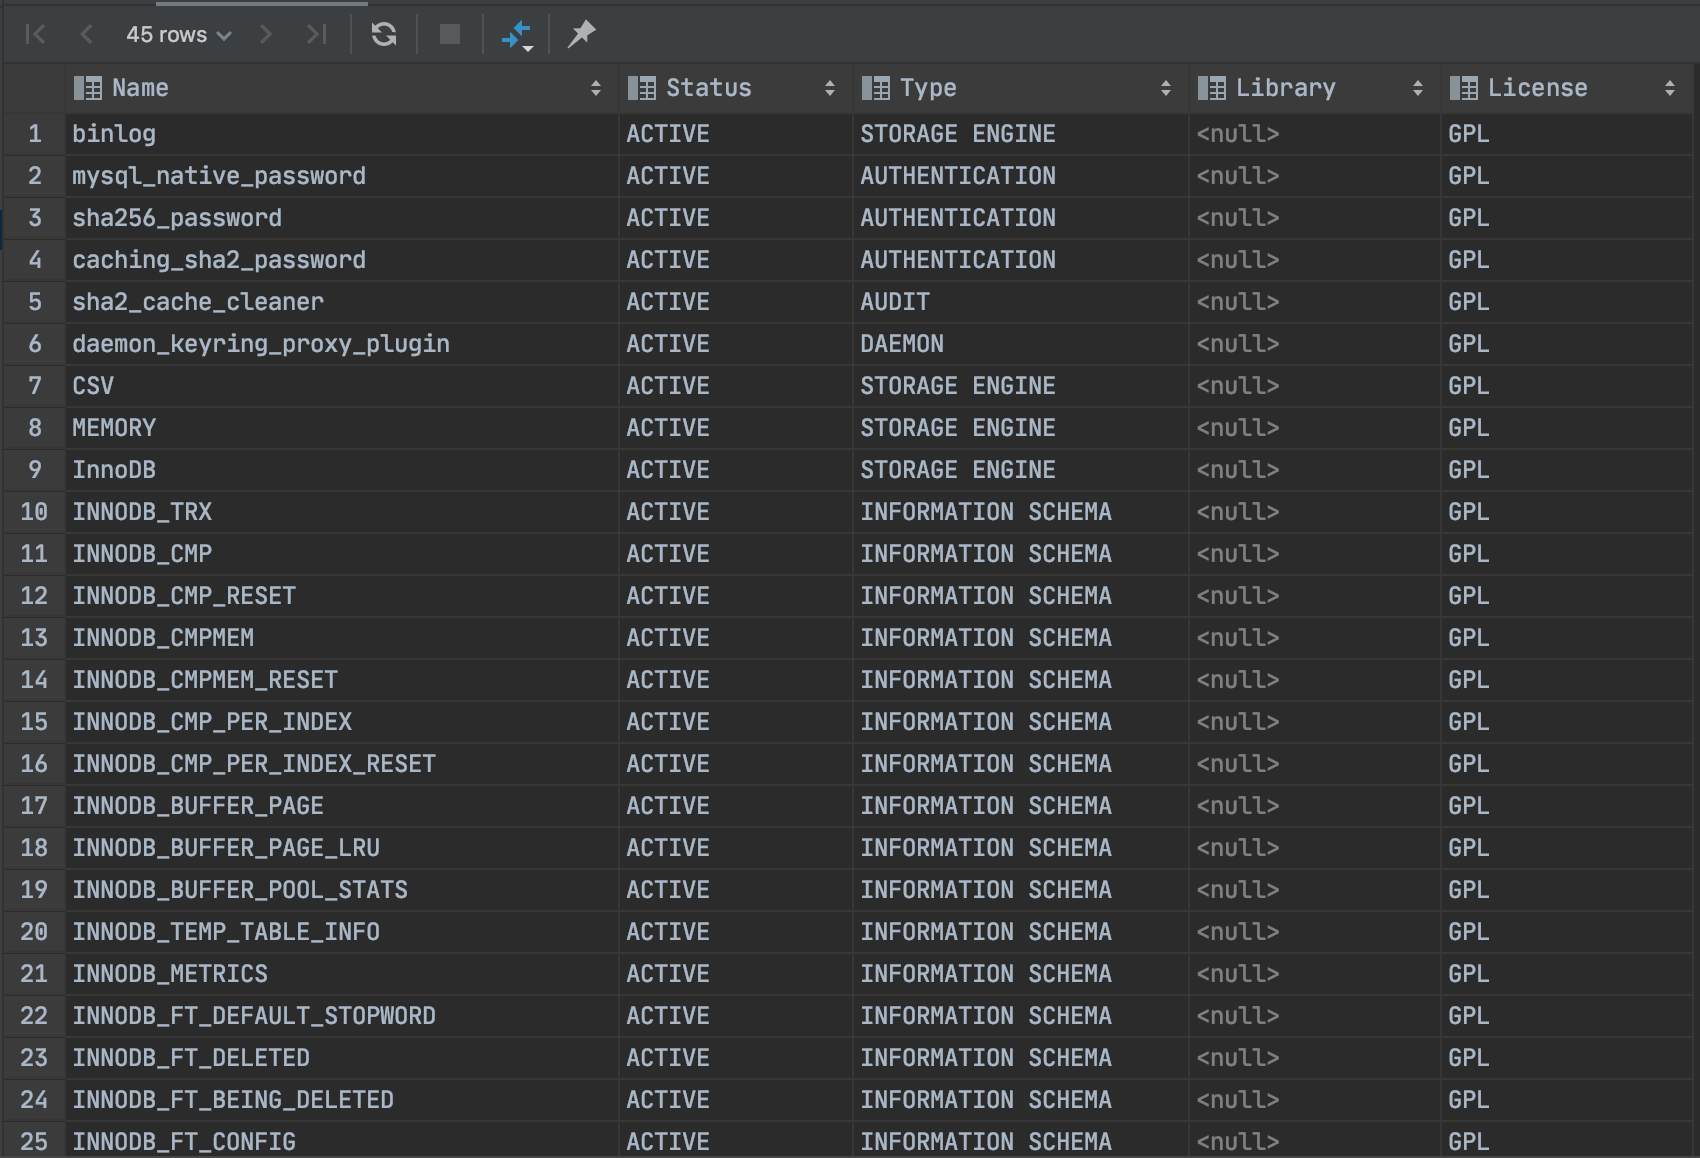 45 rows
Name Status Type Library License
1 binlog ACTIVE STORAGE ENGINE <null> GPL
2 mysql_native_password ACTIVE AUTHENTICATION <null> GPL
3 sha256_password ACTIVE AUTHENTICATION <null> GPL
4 caching_sha2_password ACTIVE AUTHENTICATION <null> GPL
5 sha2_cache_cleaner ACTIVE AUDIT <null> GPL
6 daemon_keyring_proxy_plugin ACTIVE DAEMON <null> GPL
7 CSV ACTIVE STORAGE ENGINE <null> GPL
8 MEMORY ACTIVE STORAGE ENGINE <null> GPL
9 InnoDB ACTIVE STORAGE ENGINE <null> GPL
10 INNODB_TRX ACTIVE INFORMATION SCHEMA <null> GPL
11 INNODB_CMP ACTIVE INFORMATION SCHEMA <null> GPL
12 INNODB_CMP_RESET ACTIVE INFORMATION SCHEMA <null> GPL
13 INNODB_CMPMEM ACTIVE INFORMATION SCHEMA <null> GPL
14 INNODB_CMPMEM_RESET ACTIVE INFORMATION SCHEMA <null> GPL
15 INNODB_CMP_PER_INDEX ACTIVE INFORMATION SCHEMA <null> GPL
16 INNODB_CMP_PER_INDEX_RESET ACTIVE INFORMATION SCHEMA <null> GPL
17 INNODB_BUFFER_PAGE ACTIVE INFORMATION SCHEMA <null> GPL
18 INNODB_BUFFER_PAGE_LRU ACTIVE INFORMATION SCHEMA <null> GPL
19 INNODB_BUFFER_POOL_STATS ACTIVE INFORMATION SCHEMA <null> GPL
20 INNODB_TEMP_TABLE_INFO ACTIVE INFORMATION SCHEMA <null> GPL
21 INNODB_METRICS ACTIVE INFORMATION SCHEMA <null> GPL
22 INNODB_FT_DEFAULT_STOPWORD ACTIVE INFORMATION SCHEMA <null> GPL
23 INNODB_FT_DELETED ACTIVE INFORMATION SCHEMA <null> GPL
24 INNODB_FT_BEING_DELETED ACTIVE INFORMATION SCHEMA <null> GPL
25 INNODB_FT_CONFIG ACTIVE INFORMATION SCHEMA <null> GPL